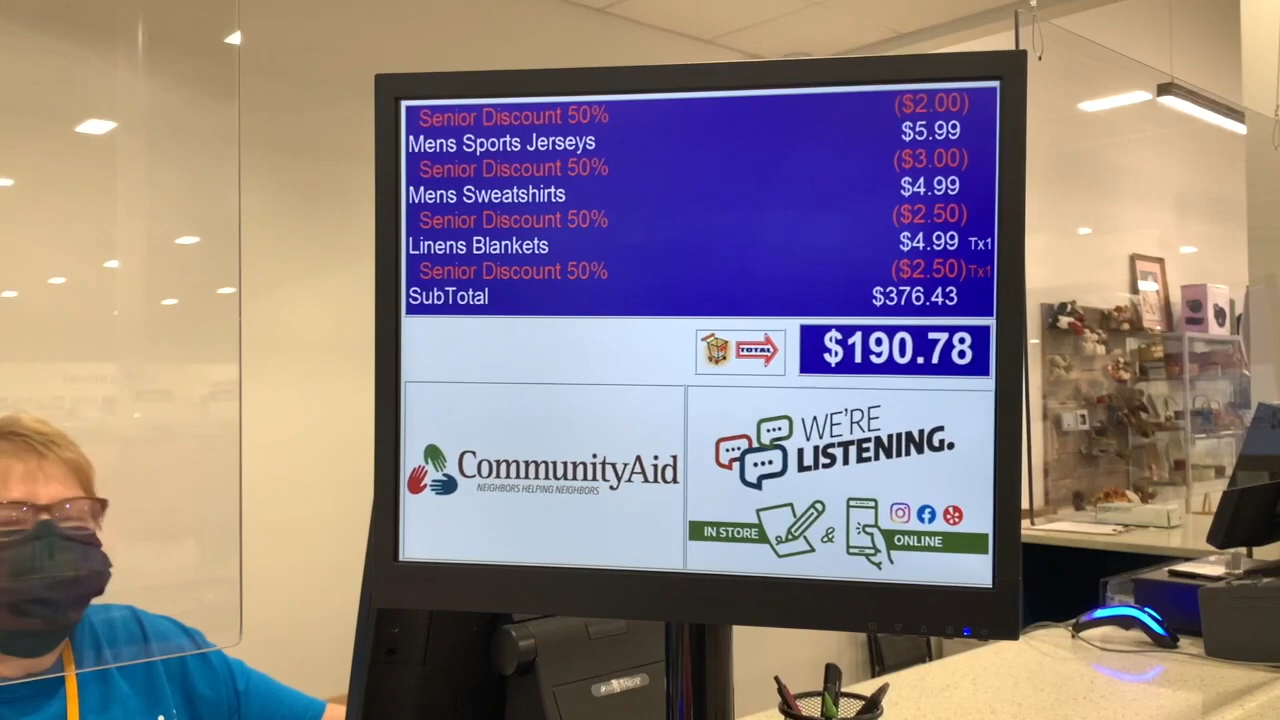 Senior Discount 50% ($2.00)
Mens Sports Jerseys $5.99
Senior Discount 50% ($3.00)
Mens Sweatshirts $4.99
Senior Discount 50% ($2.50)
Linens Blankets $4.99 Tx1
Senior Discount 50% ($2.50) Tx1
SubTotal $376.43
TOTAL $190.78
CommunityAid
NEIGHBORS HELPING NEIGHBORS
WE'RE
LISTENING.
IN STORE & ONLINE